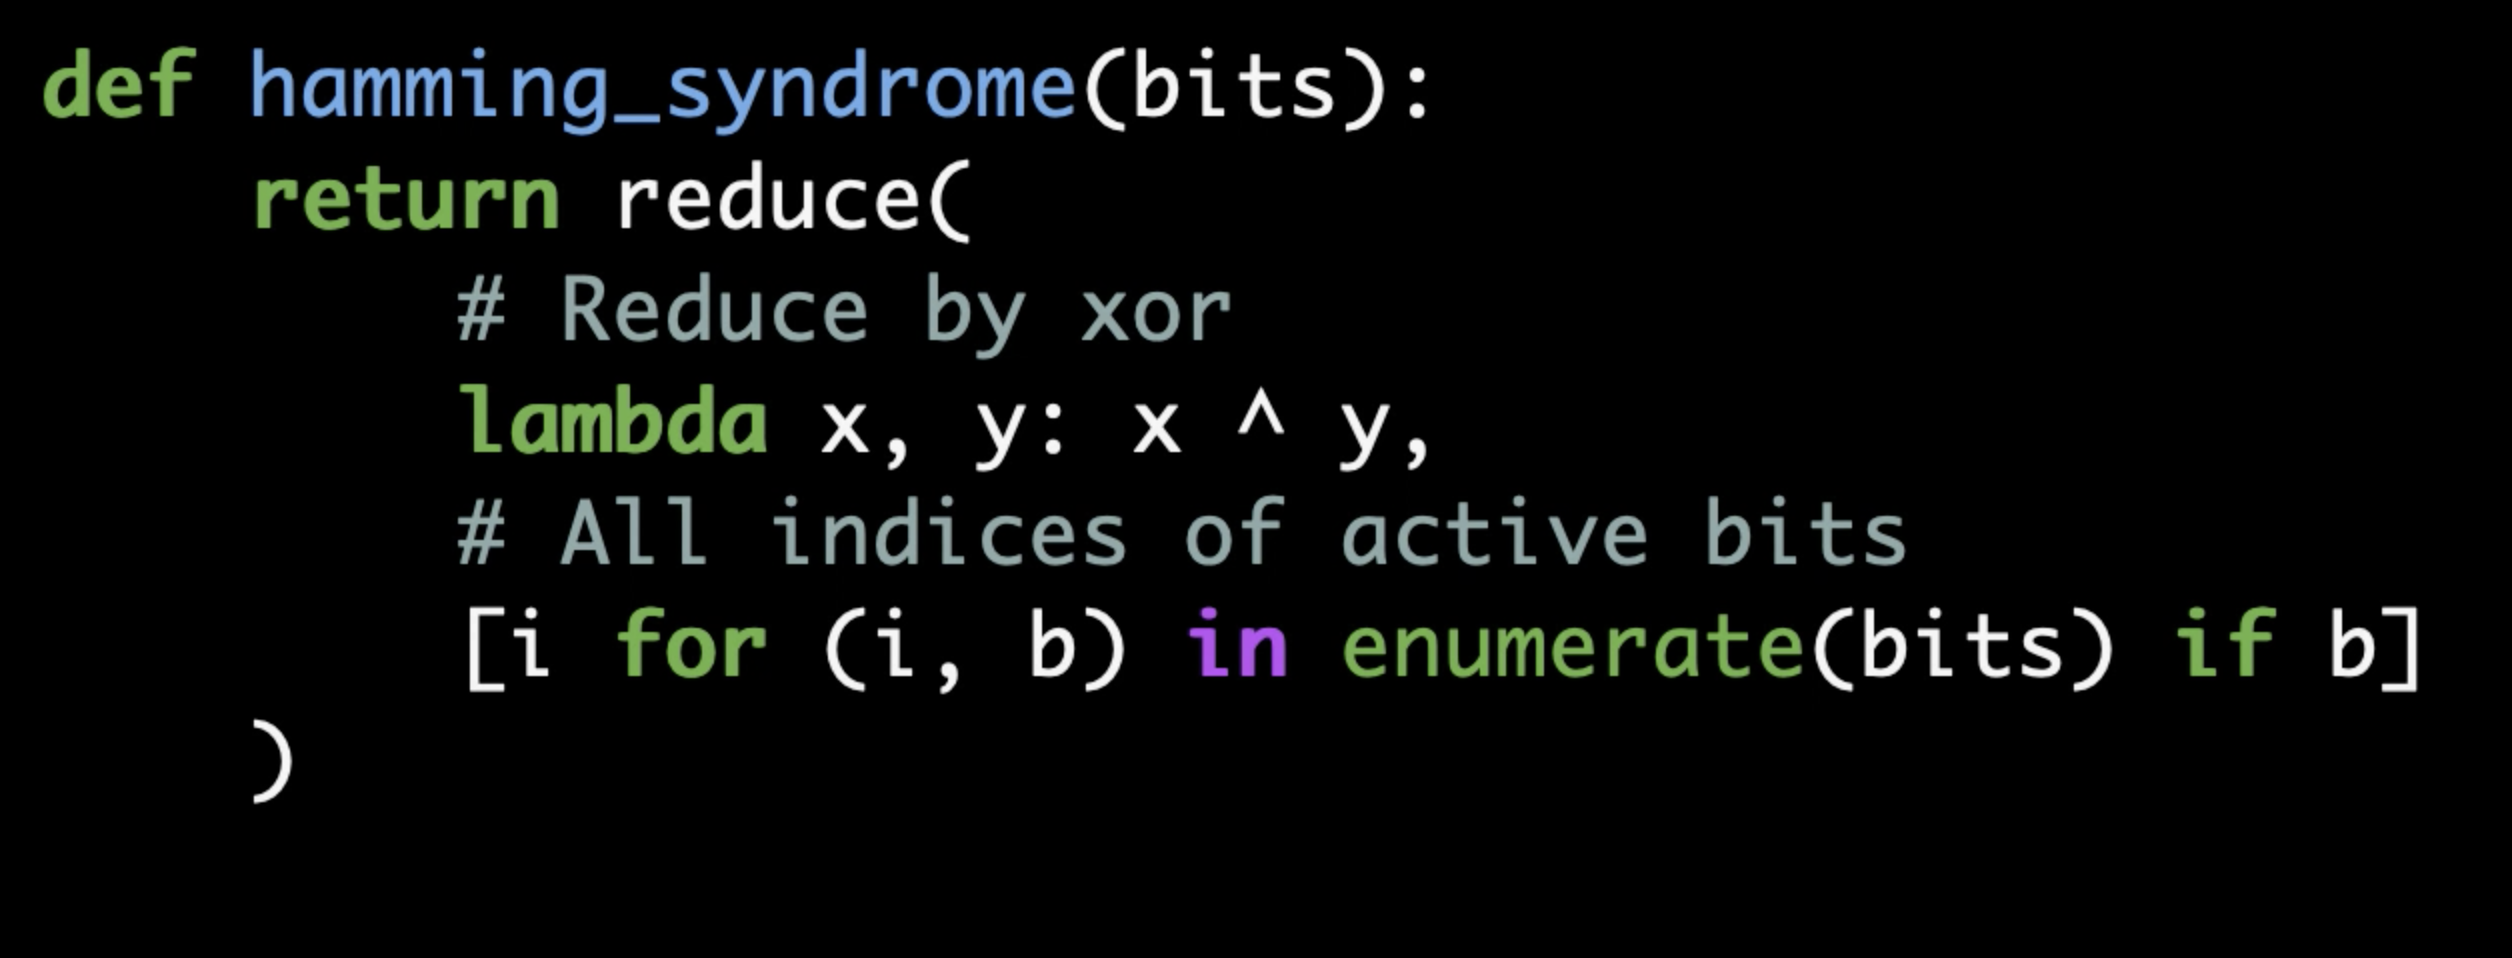 def hamming_syndrome(bits):
    return reduce(
        # Reduce by xor
        lambda x, y: x ^ y,
        # All indices of active bits
        [i for (i, b) in enumerate(bits) if b]
    )